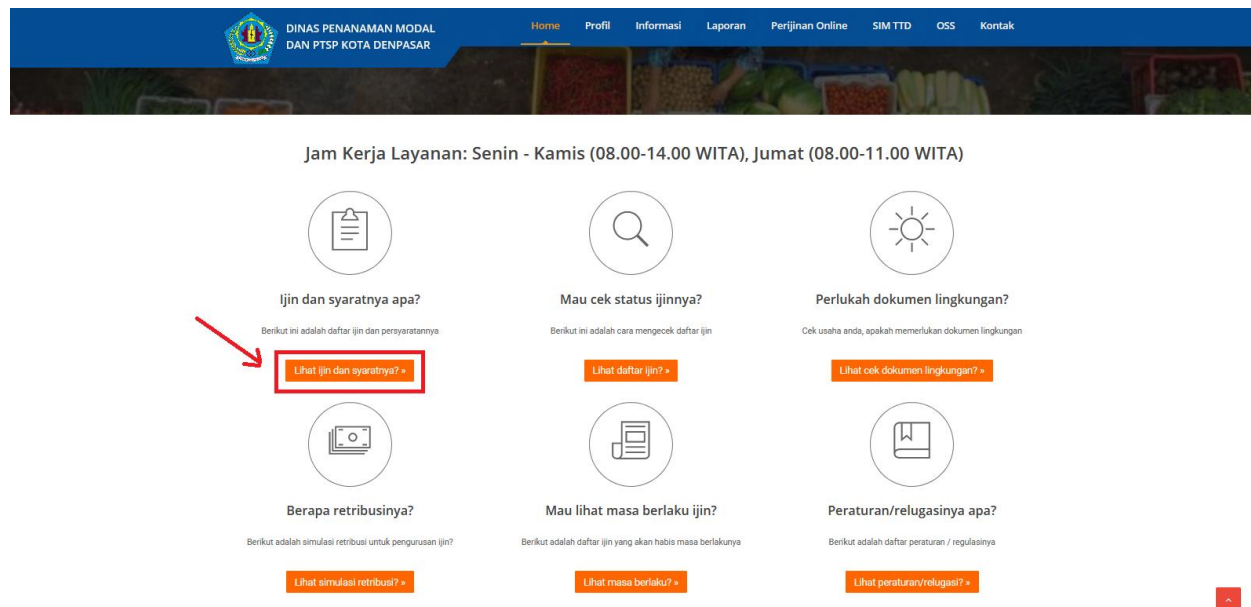 DINAS PENANAMAN MODAL
DAN PTSP KOTA DENPASAR
Home Profil Informasi Laporan Perijinan Online SIM TTD OSS Kontak
Jam Kerja Layanan: Senin - Kamis (08.00-14.00 WITA), Jumat (08.00-11.00 WITA)
Ijin dan syaratnya apa?
Berikut ini adalah daftar ijin dan persyaratannya
Lihat ijin dan syaratnya? »
Mau cek status ijinnya?
Berikut ini adalah cara mengecek daftar ijin
Lihat daftar ijin? »
Perlukah dokumen lingkungan?
Cek usaha anda, apakah memerlukan dokumen lingkungan
Lihat cek dokumen lingkungan? »
Berapa retribusinya?
Berikut adalah simulasi retribusi untuk pengurusan ijin?
Lihat simulasi retribusi? »
Mau lihat masa berlaku ijin?
Berikut adalah daftar ijin yang akan habis masa berlakunya
Lihat masa berlaku? »
Peraturan/relugasinya apa?
Berikut adalah daftar peraturan / regulasinya
Lihat peraturan/relugasi? »